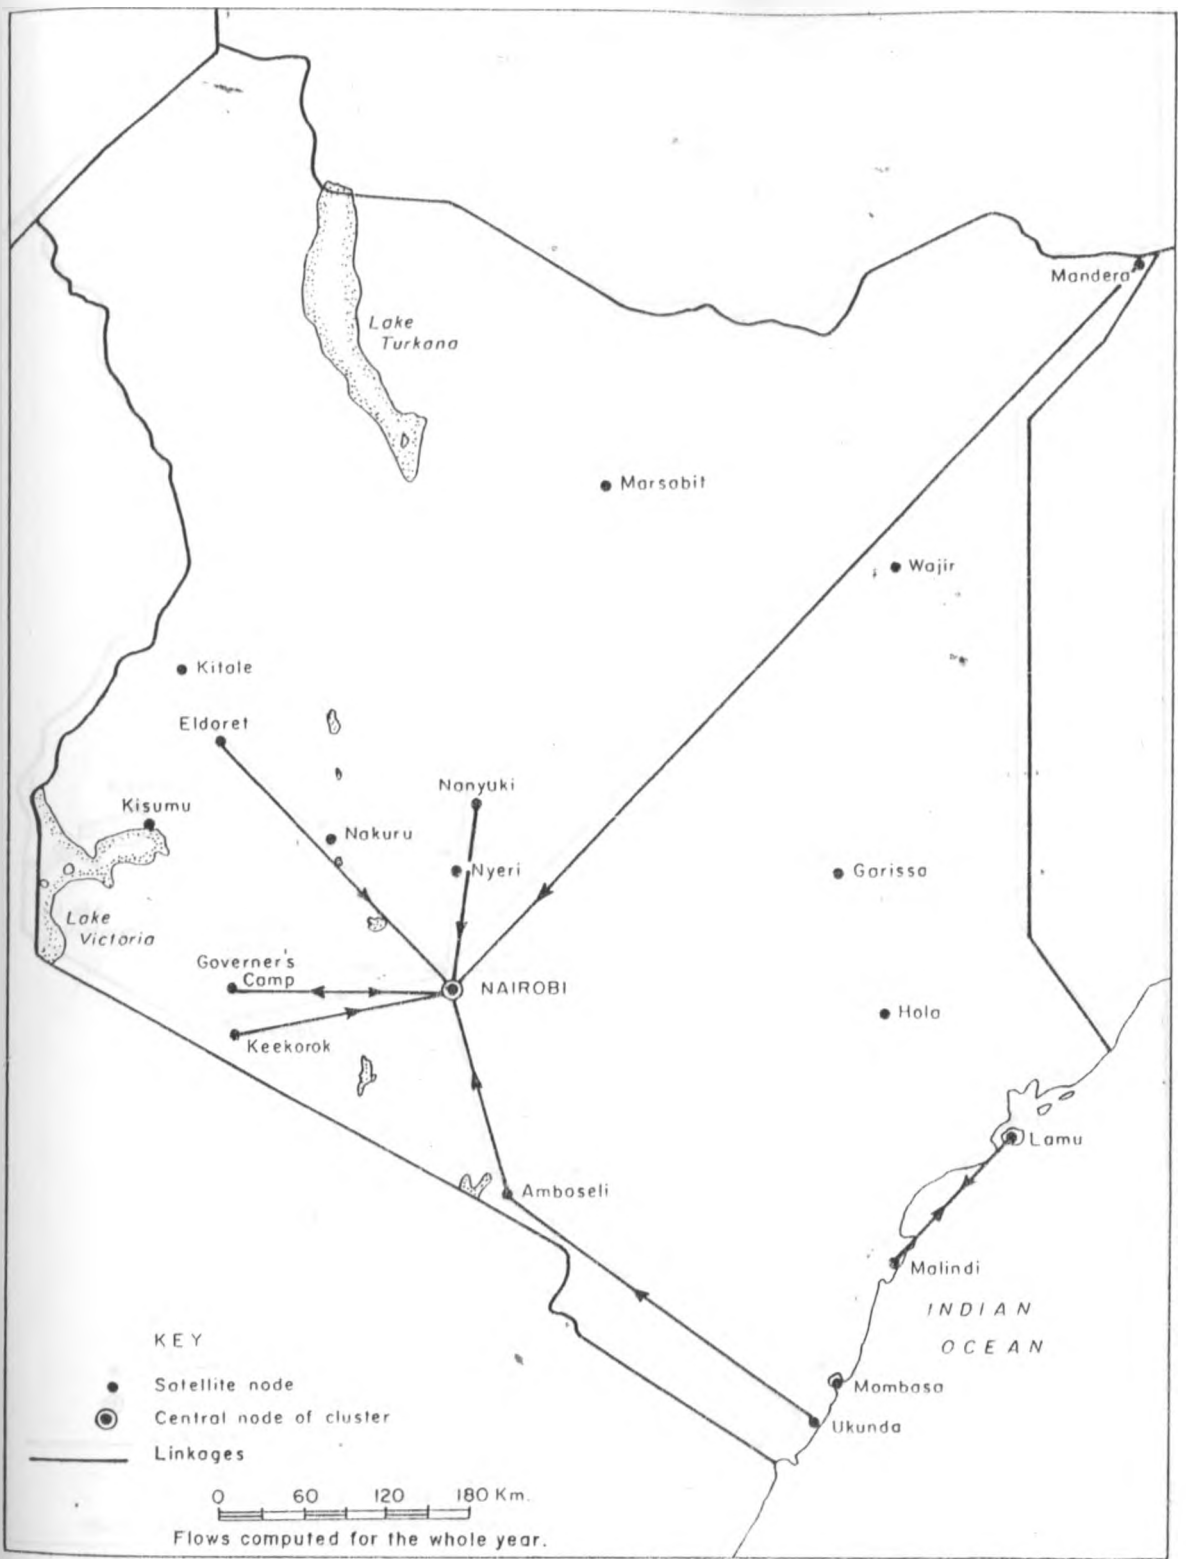 Mandera
Lake
Turkana
Marsabit
Wajir
Kitale
Eldoret
Nanyuki
Kisumu
Nakuru
Nyeri
Garissa
Lake
Victoria
Governer's
Camp
NAIROBI
Hola
Keekorok
Lamu
Amboseli
Malindi
INDIAN
OCEAN
KEY
Satellite node
Mombasa
Central node of cluster
Ukunda
Linkages
0 60 120 180 Km.
Flows computed for the whole year.